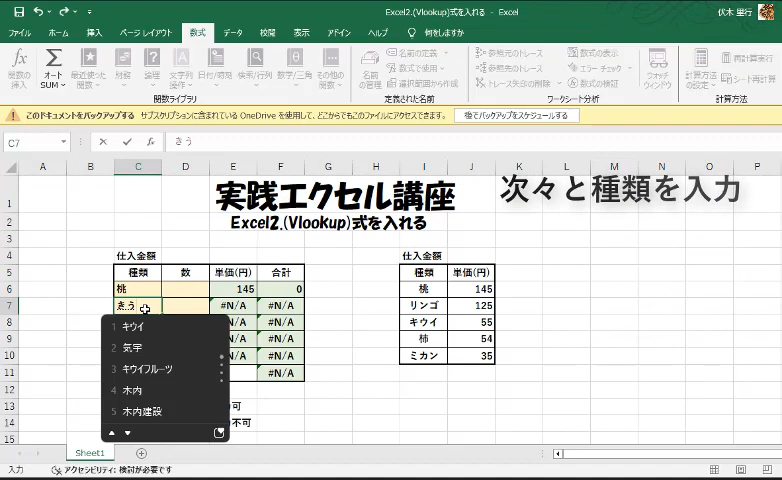 Excel2.(Vlookup)式を入れる - Excel
伏木 里行
ファイル ホーム 挿入 ページ レイアウト 数式 データ 校閲 表示 アドイン ヘルプ 何をしますか
fx 関数の挿入
Σ オート SUM
最近使った関数
財務
論理
文字列操作
日付/時刻
検索/行列
数学/三角
その他の関数
関数ライブラリ
名前の管理
名前の定義
数式で使用
選択範囲から作成
定義された名前
参照元のトレース
参照先のトレース
トレース矢印の削除
数式の表示
エラー チェック
数式の検証
ワークシート分析
ウォッチ ウィンドウ
計算方法の設定
再計算実行
シート再計算
計算方法
このドキュメントをバックアップする サブスクリプションに含まれている OneDrive を使用して、どこからでもこのファイルにアクセスできます。 後でバックアップをスケジュールする
C7 fx きう
A B C D E F G H I J K L M N O P
1 実践エクセル講座 次々と種類を入力
2 Excel2.(Vlookup)式を入れる
3
4 仕入金額 仕入金額
5 種類 数 単価(円) 合計 種類 単価(円)
6 桃 145 0 桃 145
7 きう #N/A #N/A リンゴ 125
8 N/A #N/A キウイ 55
9 N/A #N/A 柿 54
10 N/A #N/A ミカン 35
11 #N/A
12
13 可
14 不可
15
1 キウイ
2 気宇
3 キウイフルーツ
4 木内
5 木内建設
Sheet1
入力 アクセシビリティ: 検討が必要です